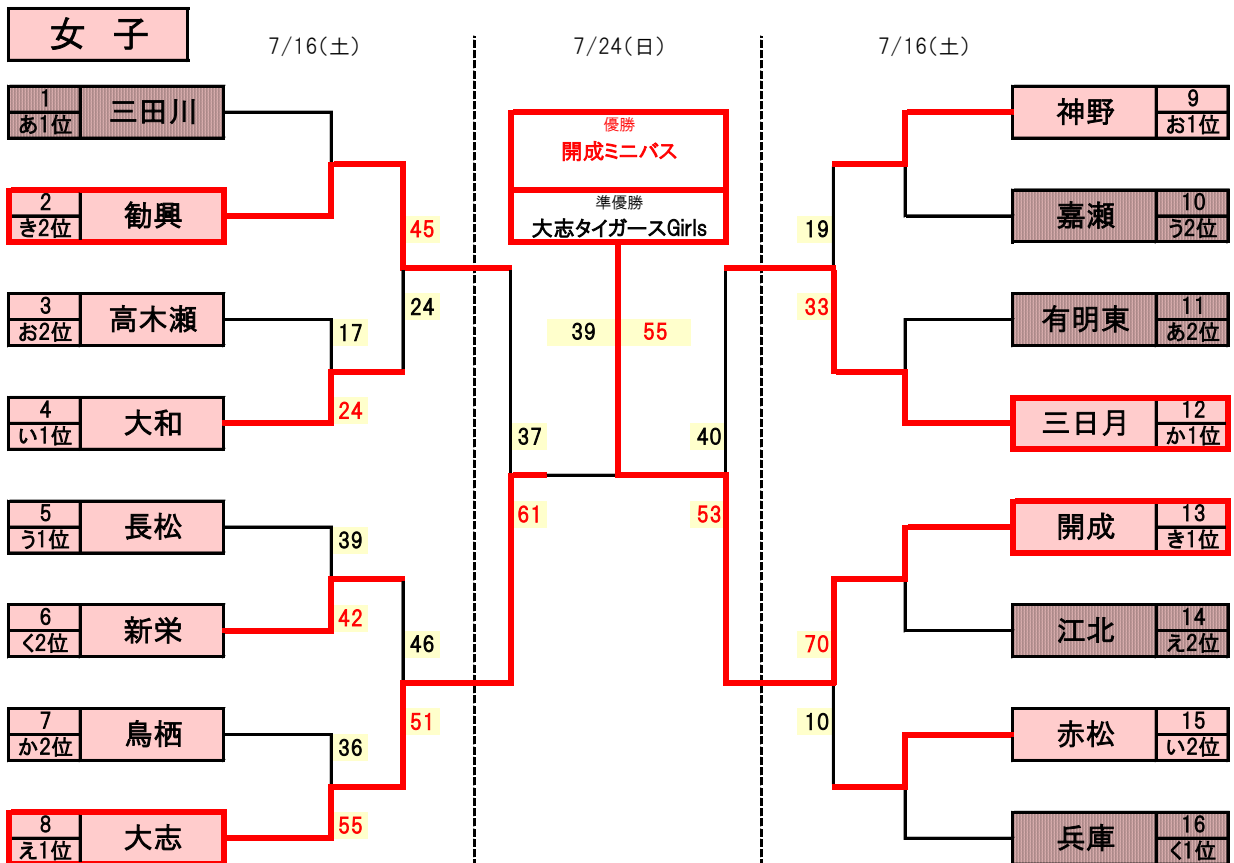 女 子
7/16(土)
7/24(日)
7/16(土)
1
あ1位
三田川
2
き2位
勧興
3
お2位
高木瀬
4
い1位
大和
5
う1位
長松
6
く2位
新栄
7
か2位
鳥栖
8
え1位
大志
17
24
39
42
36
55
45
24
46
51
37
61
優勝
開成ミニバス
準優勝
大志タイガースGirls
39
55
40
53
19
33
70
10
神野
9
お1位
嘉瀬
10
う2位
有明東
11
あ2位
三日月
12
か1位
開成
13
き1位
江北
14
え2位
赤松
15
い2位
兵庫
16
く1位